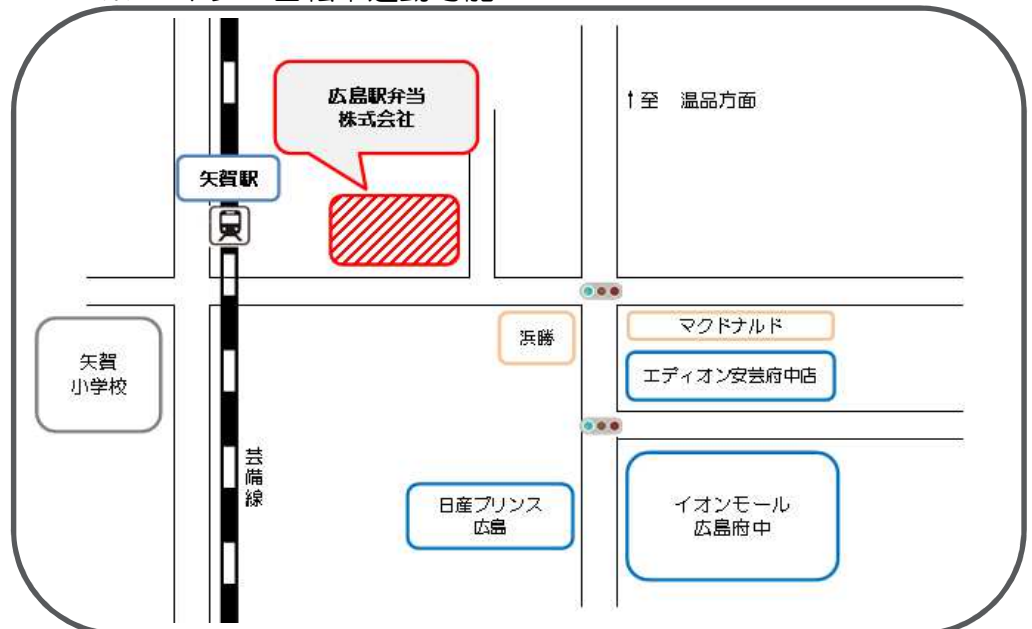 広島駅弁当
株式会社
↑至　温品方面
矢賀駅
浜勝
マクドナルド
矢賀
小学校
エディオン安芸府中店
芸備線
日産プリンス
広島
イオンモール
広島府中